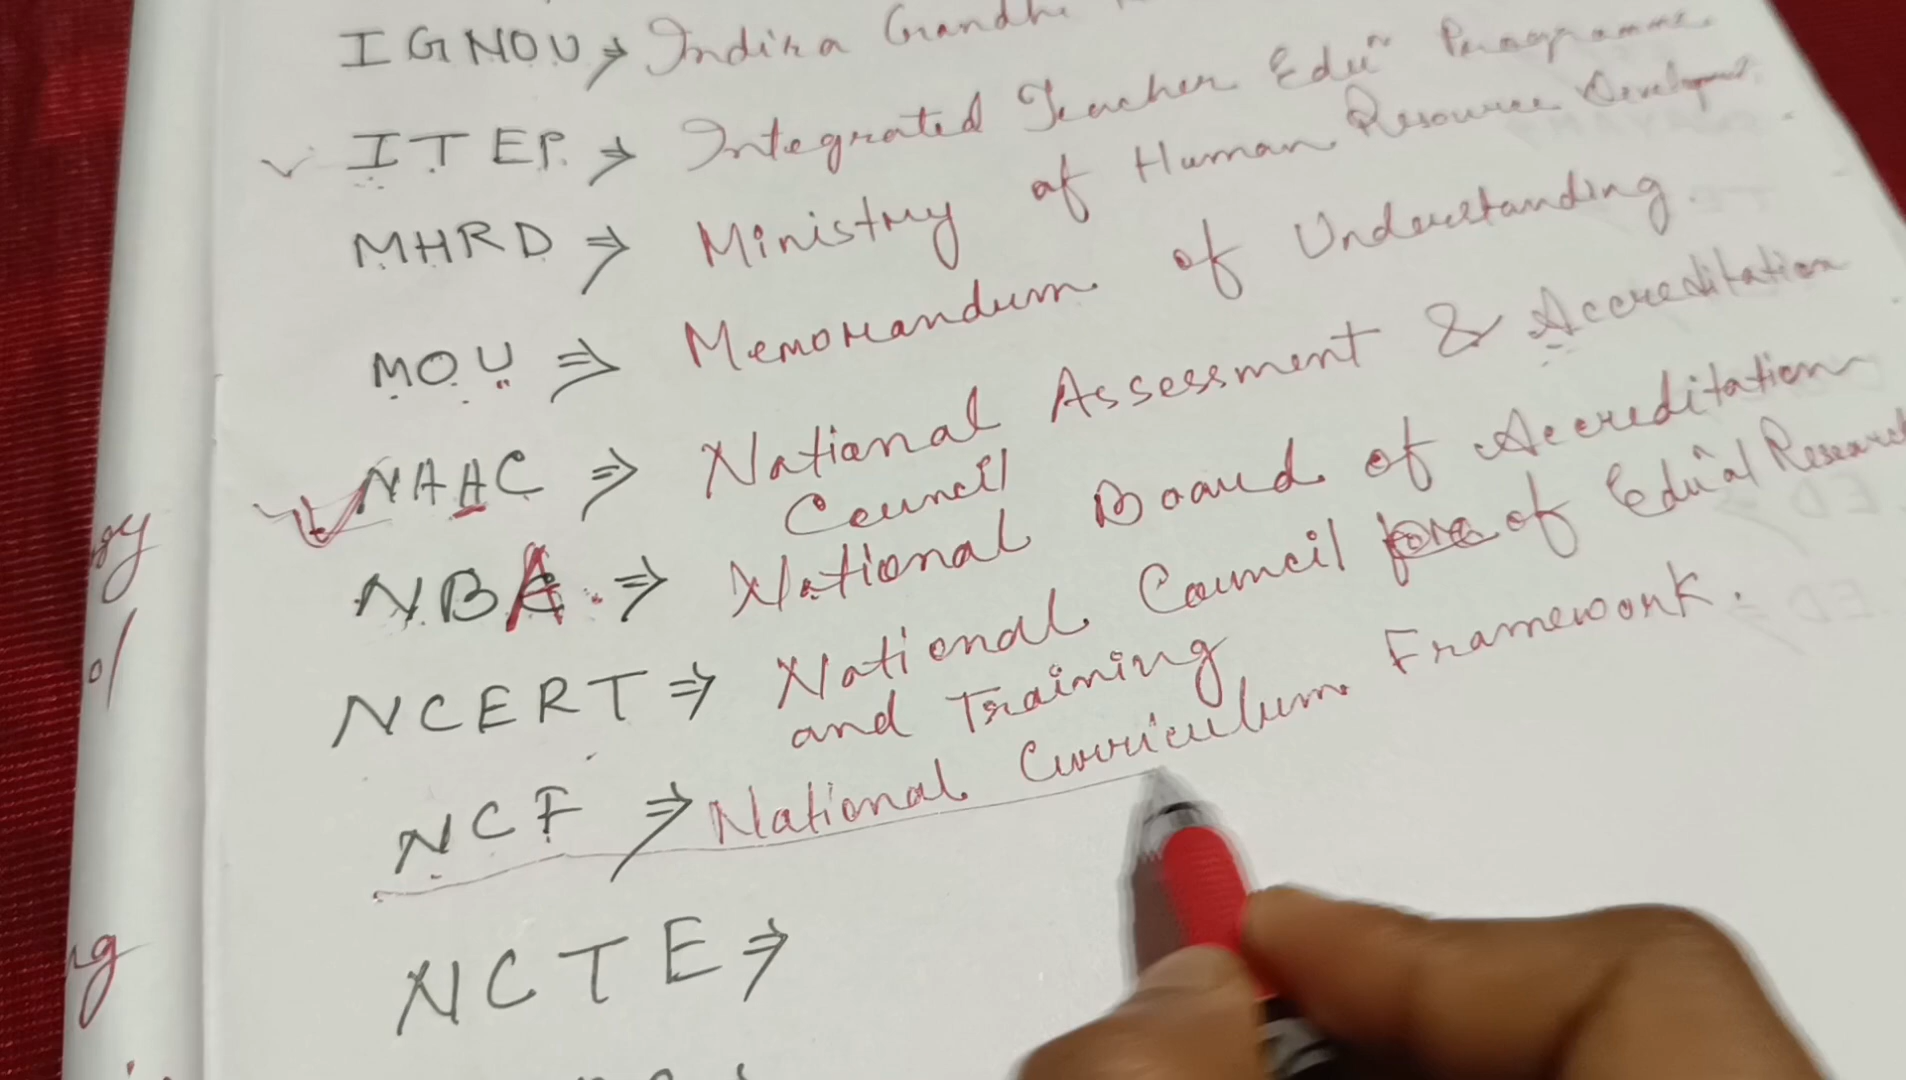 IGNOU → Indira Gandhi
ITEP. → Integrated Teacher Eduⁿ Programme
MHRD ⇒ Ministry of Human Resource Development
MOU ⇒ Memorandum of Understanding
NAAC ⇒ National Assessment & Accreditation
Council
NBA. ⇒ National Board of Accreditation
NCERT ⇒ National Council of Eduⁿal Research
and Training
NCF ⇒ National Curriculum Framework.
NCTE ⇒